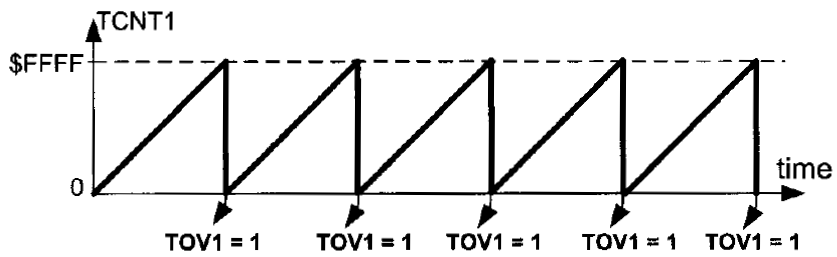 TCNT1
$FFFF
0
time
TOV1 = 1 TOV1 = 1 TOV1 = 1 TOV1 = 1 TOV1 = 1